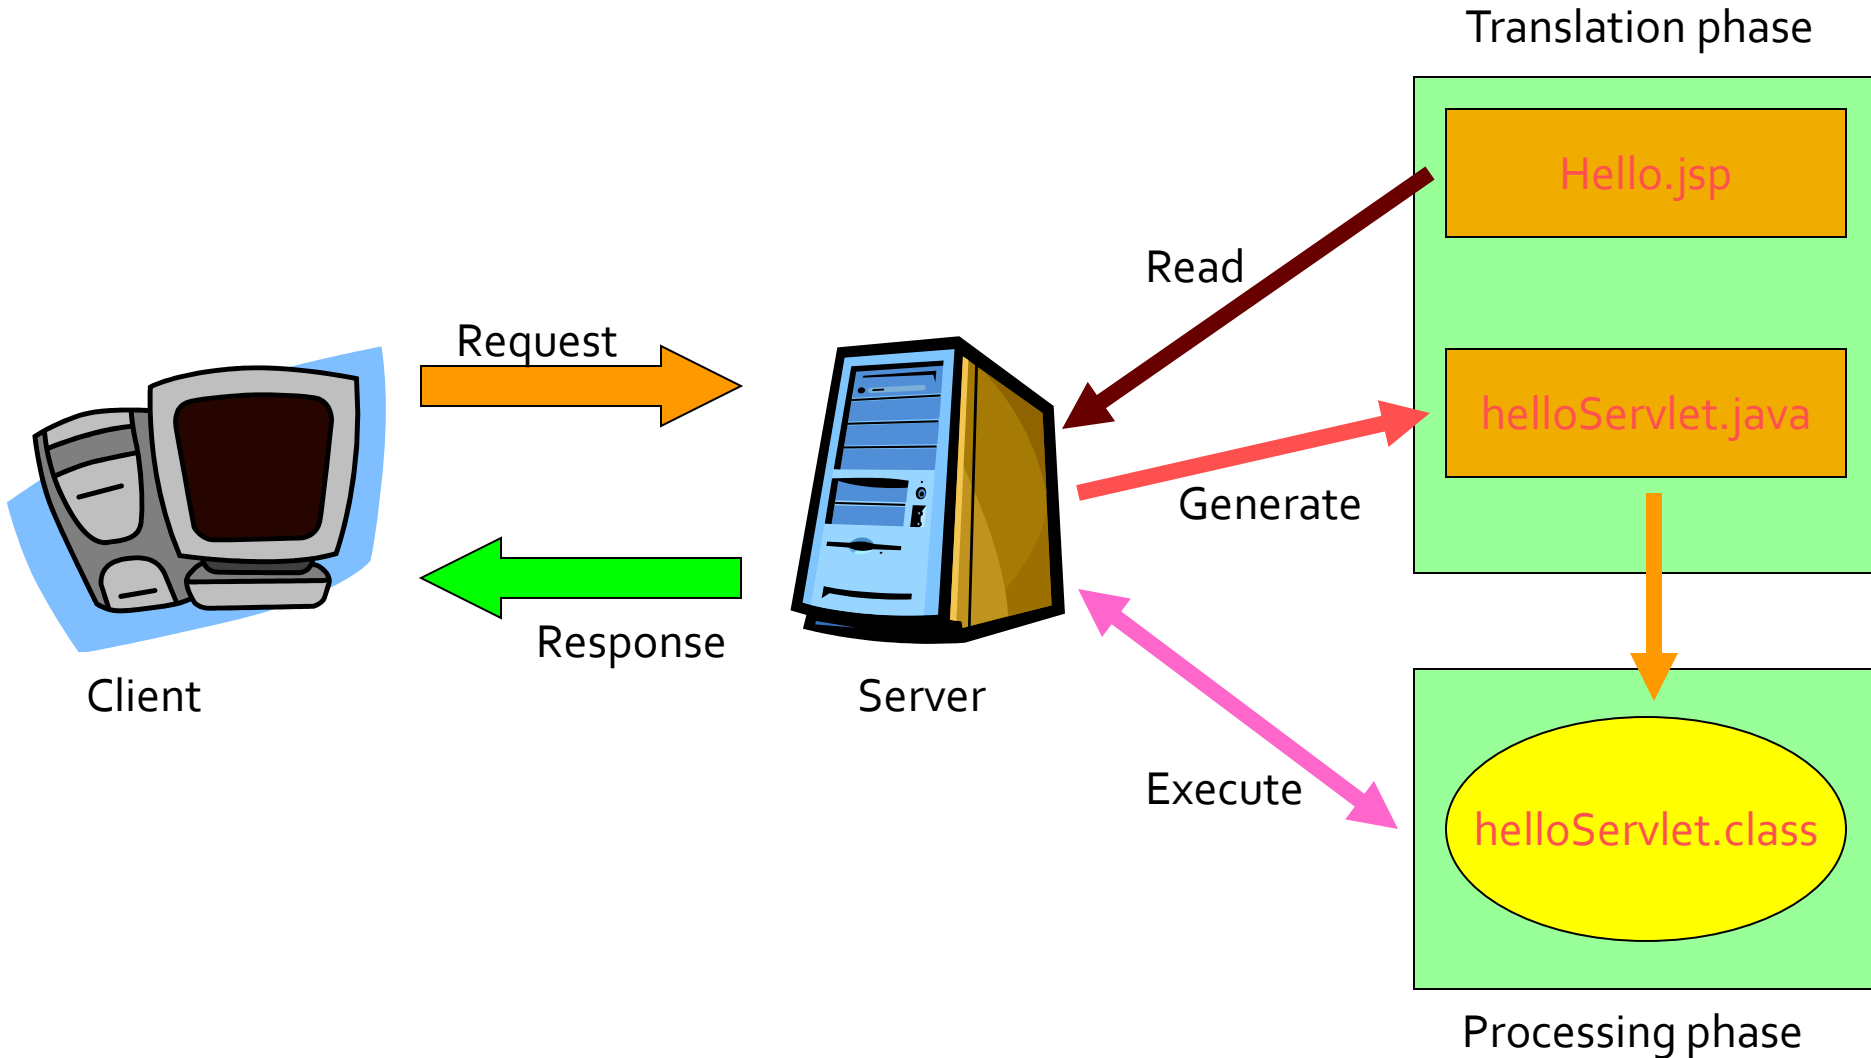 Translation phase
Hello.jsp
Read
Request
helloServlet.java
Generate
Response
Client
Server
Execute
helloServlet.class
Processing phase